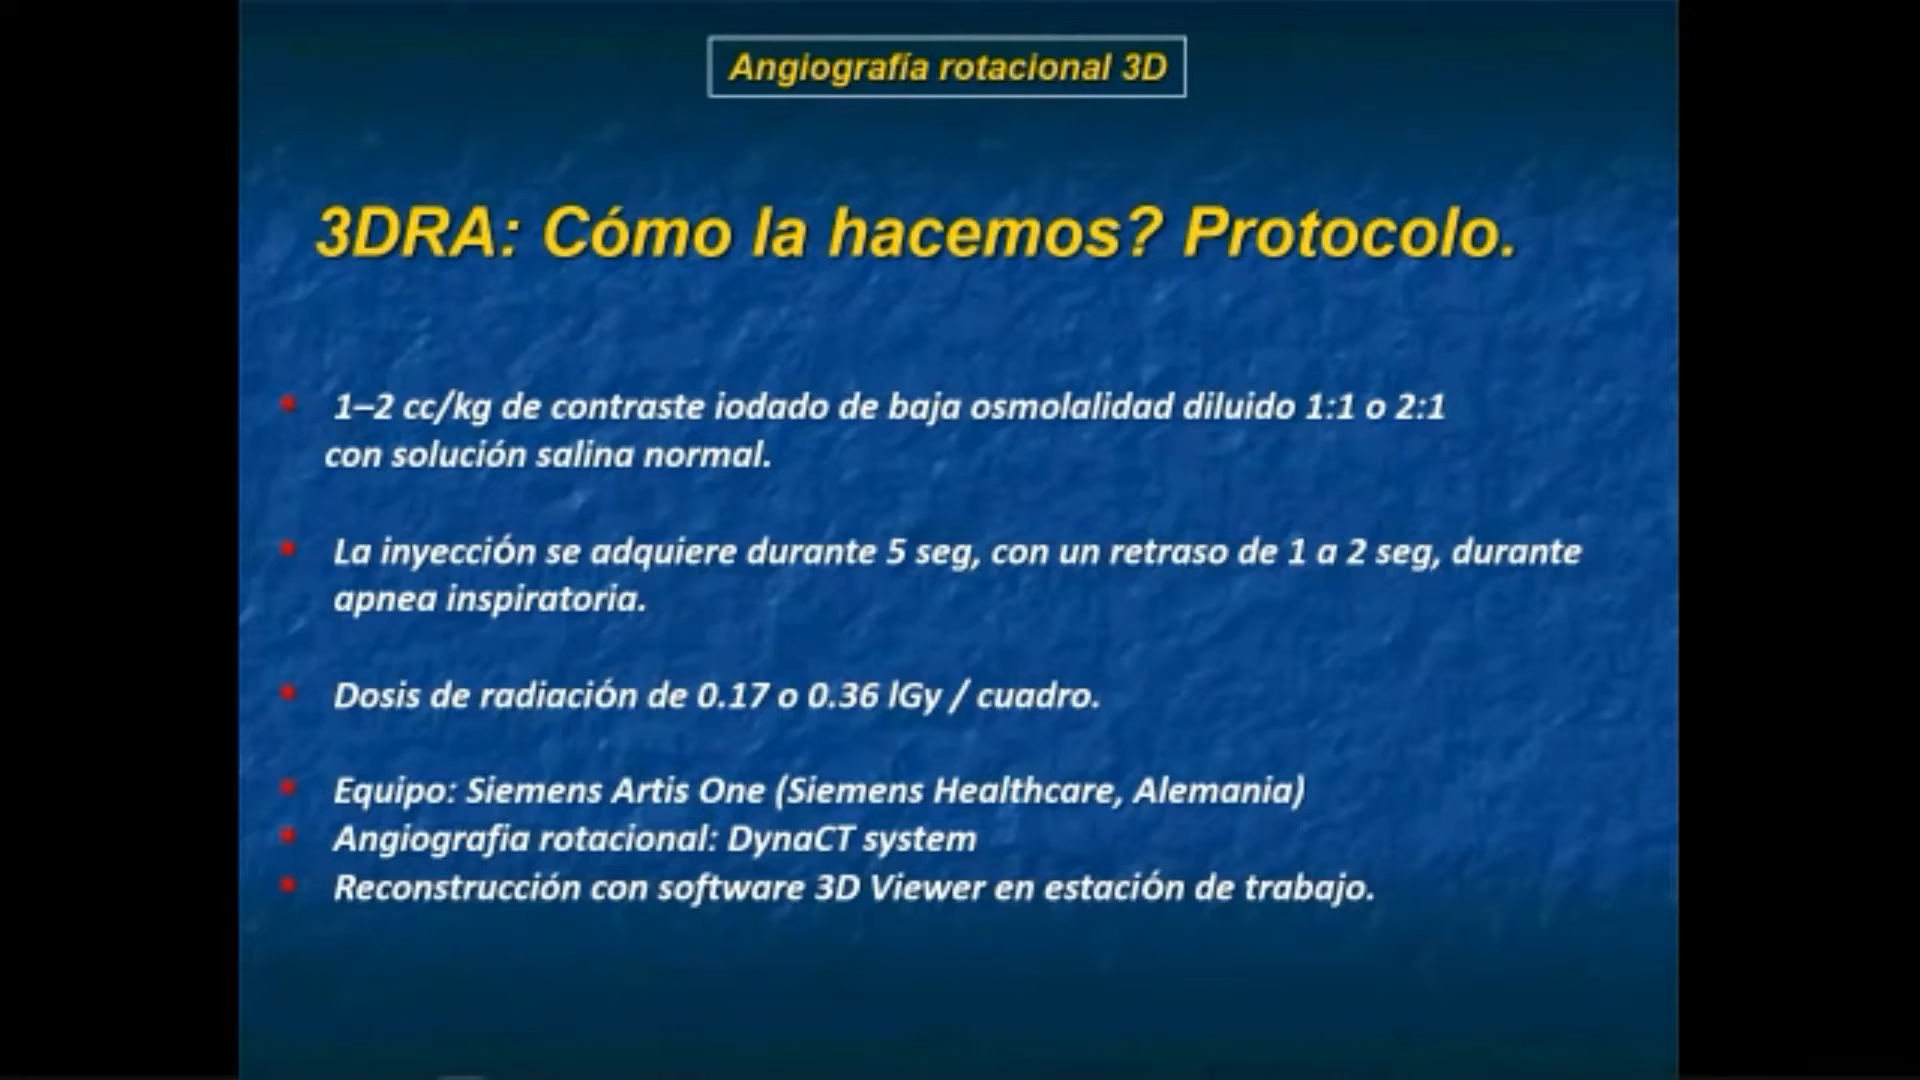 Angiografía rotacional 3D
3DRA: Cómo la hacemos? Protocolo.
1–2 cc/kg de contraste iodado de baja osmolalidad diluido 1:1 o 2:1
con solución salina normal.
La inyección se adquiere durante 5 seg, con un retraso de 1 a 2 seg, durante
apnea inspiratoria.
Dosis de radiación de 0.17 o 0.36 lGy / cuadro.
Equipo: Siemens Artis One (Siemens Healthcare, Alemania)
Angiografia rotacional: DynaCT system
Reconstrucción con software 3D Viewer en estación de trabajo.